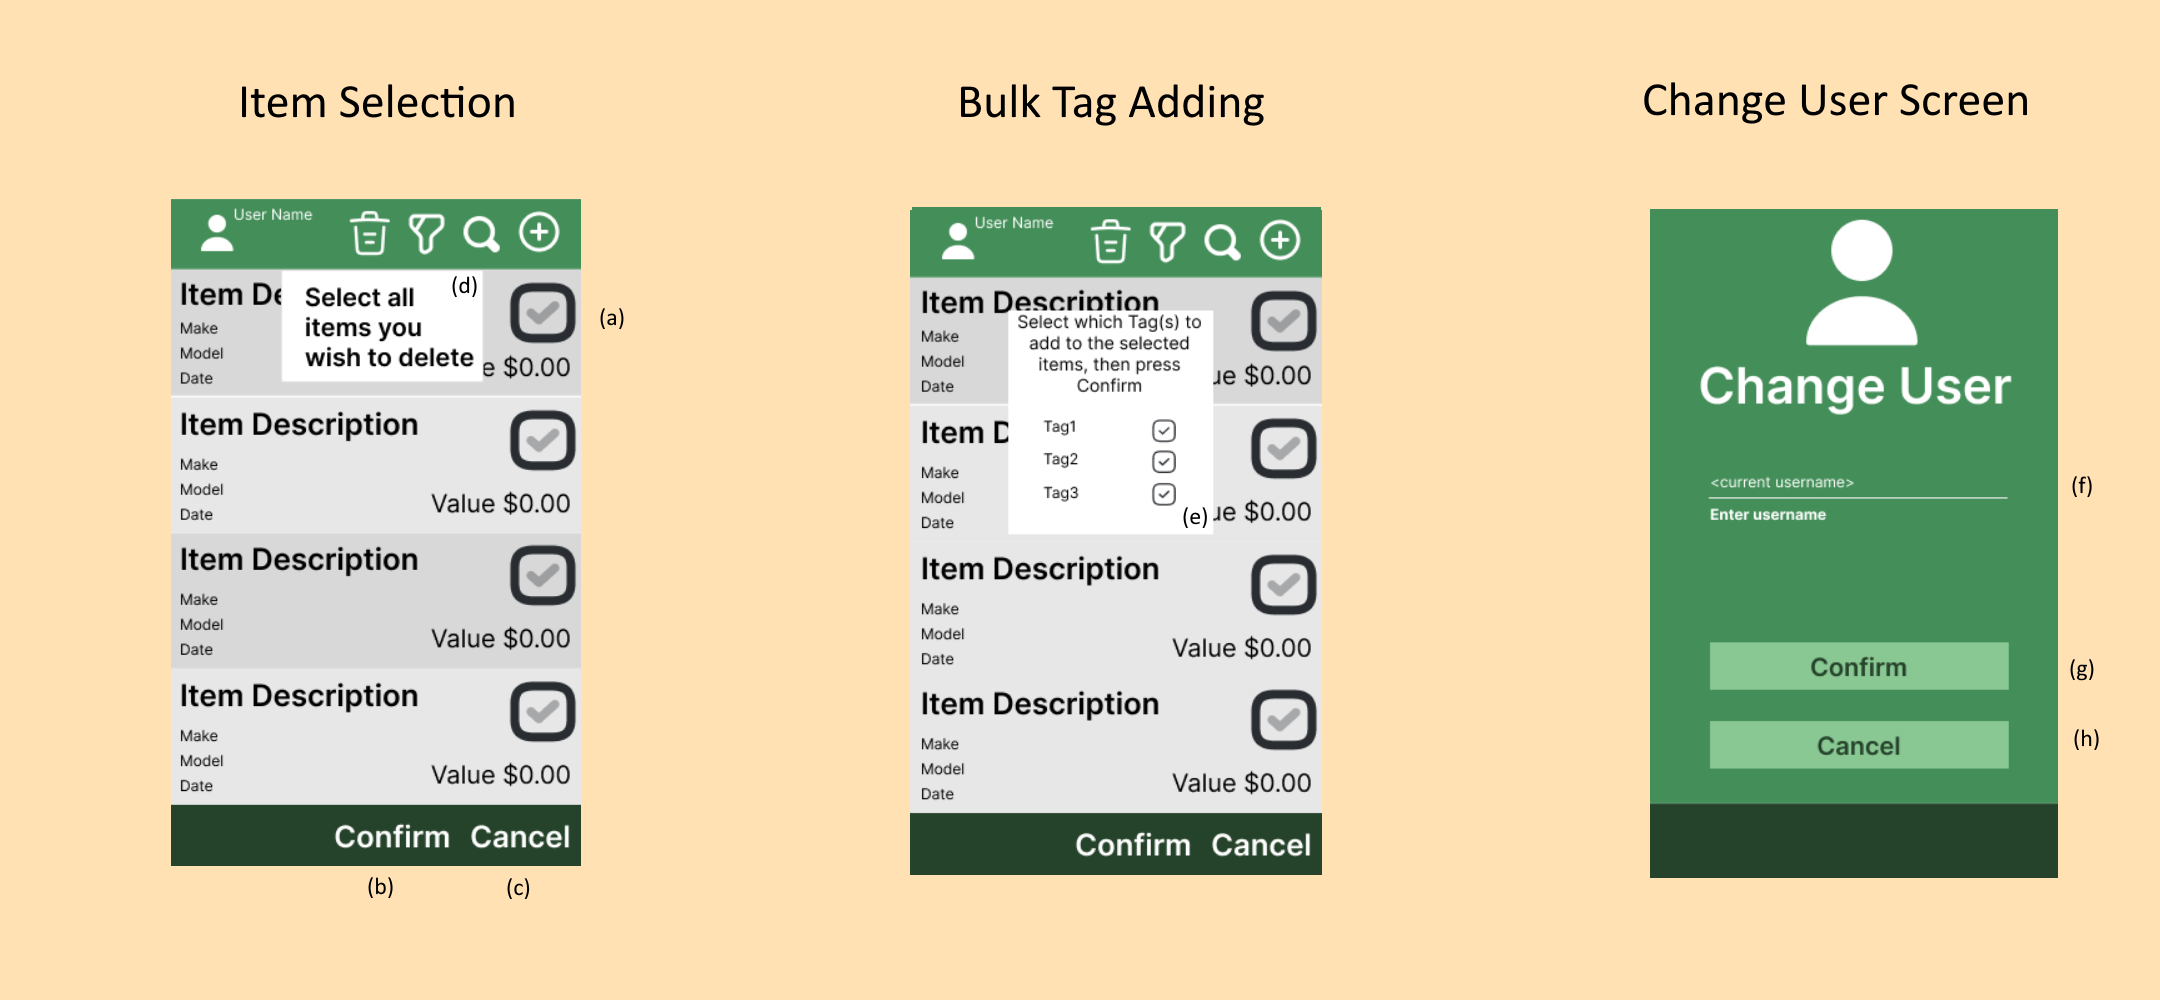 Item Selection
User Name
Item De
Select all
items you
wish to delete
(d)
(a)
Make
Model
Date
e $0.00
Item Description
Make
Model
Date
Value $0.00
Item Description
Make
Model
Date
Value $0.00
Item Description
Make
Model
Date
Value $0.00
Confirm Cancel
(b) (c)
Bulk Tag Adding
User Name
Item Description
Make
Model
Date
ue $0.00
Select which Tag(s) to
add to the selected
items, then press
Confirm
Tag1
Tag2
Tag3
(e)
Item D
Make
Model
Date
ue $0.00
Item Description
Make
Model
Date
Value $0.00
Item Description
Make
Model
Date
Value $0.00
Confirm Cancel
Change User Screen
Change User
<current username>
(f)
Enter username
Confirm
(g)
Cancel
(h)